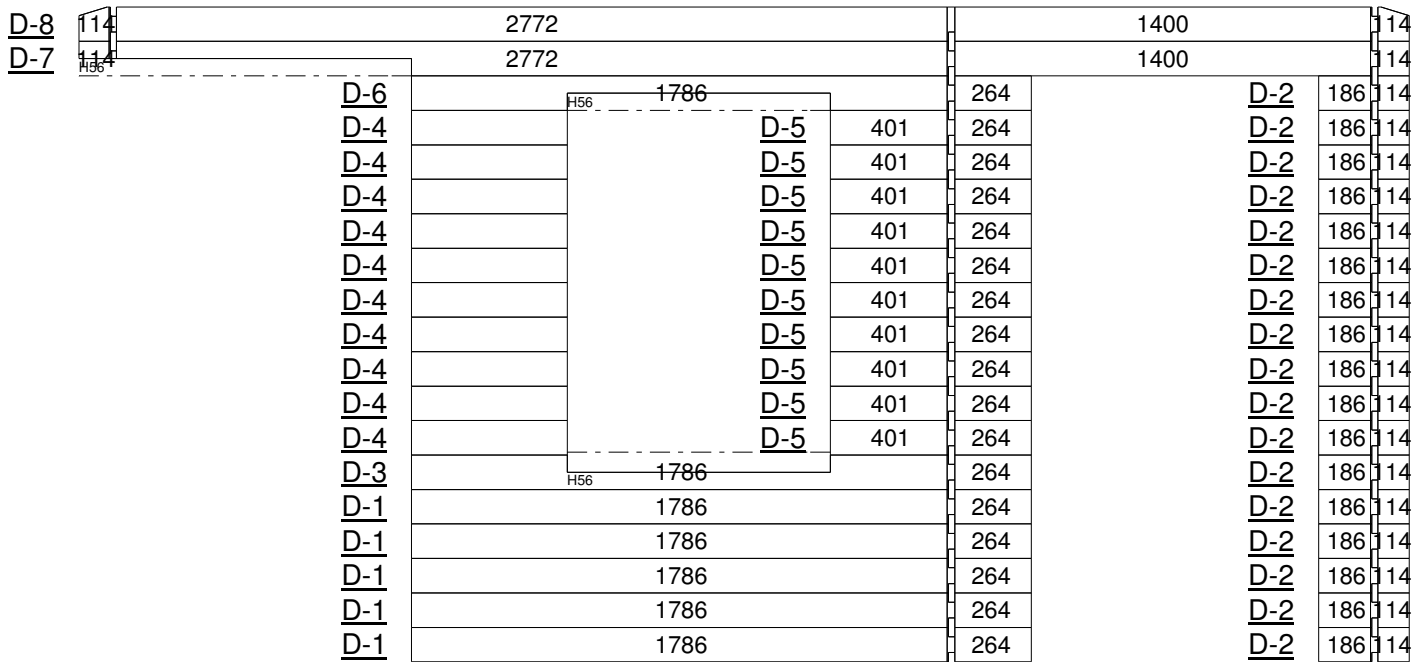 D-8 114 2772 1400 114
D-7 114 2772 1400 114
H56
D-6 H56 1786 264 D-2 186 114
D-4 D-5 401 264 D-2 186 114
D-4 D-5 401 264 D-2 186 114
D-4 D-5 401 264 D-2 186 114
D-4 D-5 401 264 D-2 186 114
D-4 D-5 401 264 D-2 186 114
D-4 D-5 401 264 D-2 186 114
D-4 D-5 401 264 D-2 186 114
D-4 D-5 401 264 D-2 186 114
D-4 D-5 401 264 D-2 186 114
D-4 D-5 401 264 D-2 186 114
D-3 H56 1786 264 D-2 186 114
D-1 1786 264 D-2 186 114
D-1 1786 264 D-2 186 114
D-1 1786 264 D-2 186 114
D-1 1786 264 D-2 186 114
D-1 1786 264 D-2 186 114